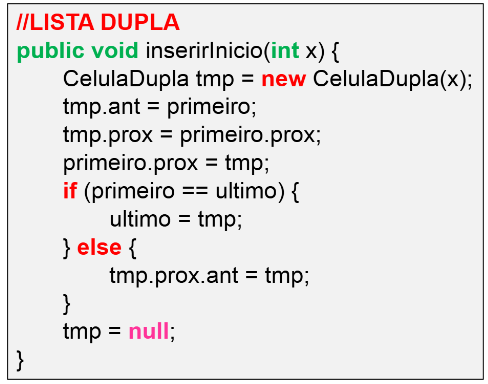 //LISTA DUPLA
public void inserirInicio(int x) {
CelulaDupla tmp = new CelulaDupla(x);
tmp.ant = primeiro;
tmp.prox = primeiro.prox;
primeiro.prox = tmp;
if (primeiro == ultimo) {
ultimo = tmp;
} else {
tmp.prox.ant = tmp;
}
tmp = null;
}